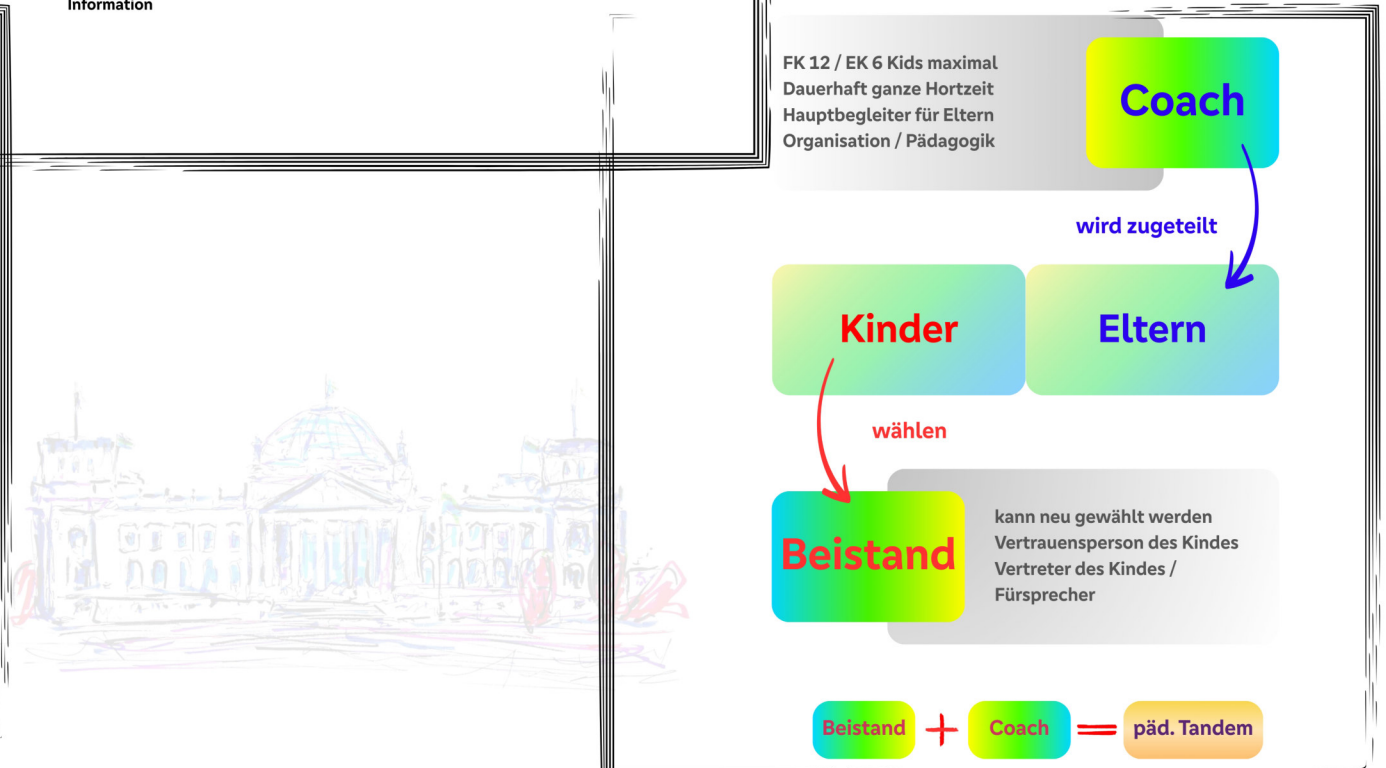 Information
FK 12 / EK 6 Kids maximal
Dauerhaft ganze Hortzeit
Hauptbegleiter für Eltern
Organisation / Pädagogik
Coach
wird zugeteilt
Kinder
Eltern
wählen
Beistand
kann neu gewählt werden
Vertrauensperson des Kindes
Vertreter des Kindes /
Fürsprecher
Beistand + Coach = päd. Tandem